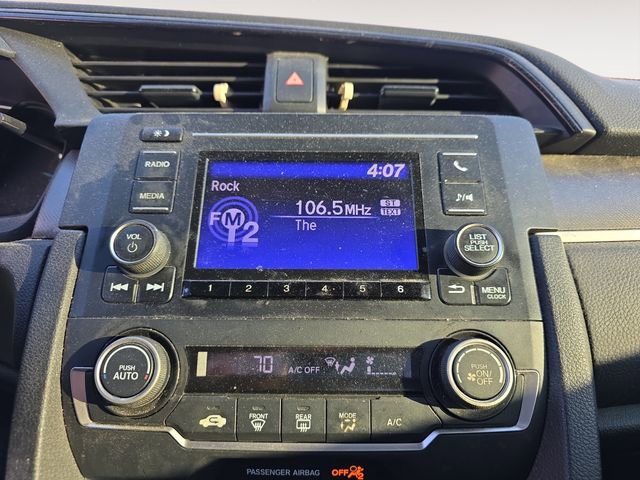 4:07
RADIO
Rock
MEDIA
FM2
106.5MHz
ST
TEXT
The
VOL
LIST
PUSH
SELECT
1 2 3 4 5 6
MENU
CLOCK
PUSH
AUTO
70
A/C OFF
PUSH
ON/
OFF
FRONT
REAR
MODE
A/C
PASSENGER AIRBAG OFF